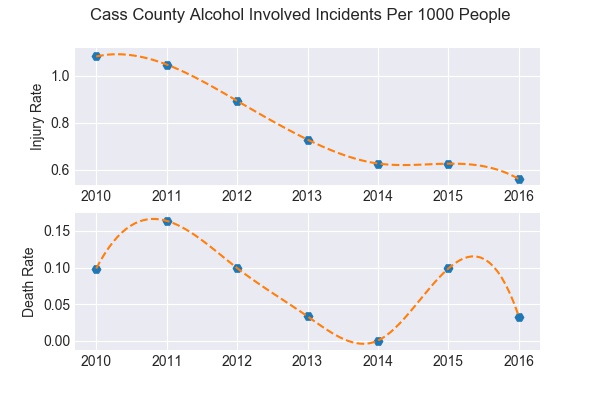 Cass County Alcohol Involved Incidents Per 1000 People
Injury Rate
1.0
0.8
0.6
2010 2011 2012 2013 2014 2015 2016
Death Rate
0.15
0.10
0.05
0.00
2010 2011 2012 2013 2014 2015 2016